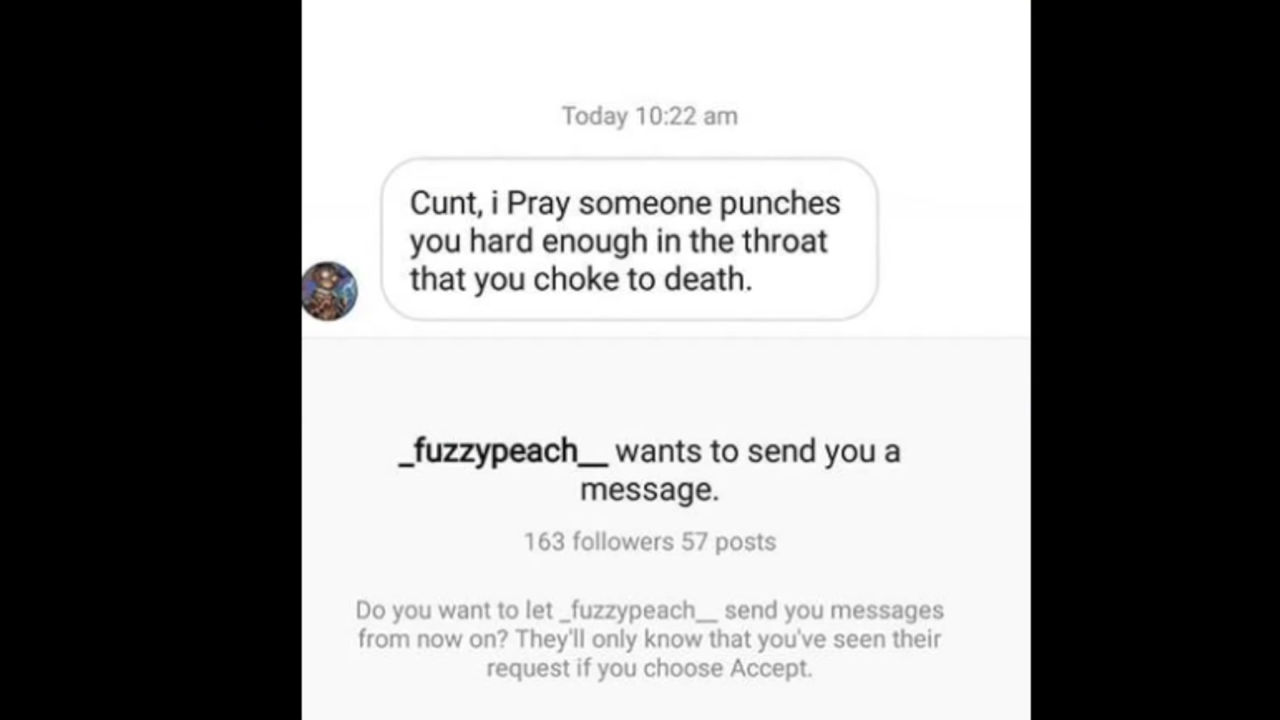 Today 10:22 am
Cunt, i Pray someone punches
you hard enough in the throat
that you choke to death.
_fuzzypeach__ wants to send you a
message.
163 followers 57 posts
Do you want to let _fuzzypeach__ send you messages
from now on? They'll only know that you've seen their
request if you choose Accept.